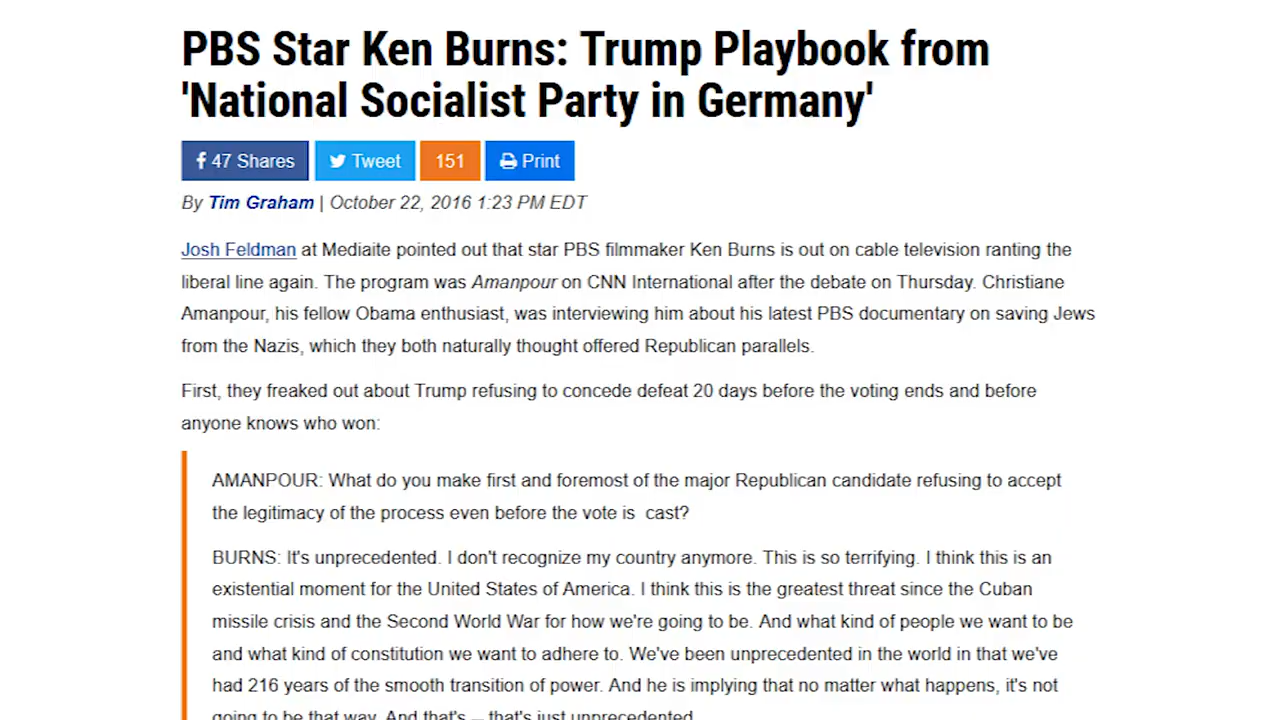 PBS Star Ken Burns: Trump Playbook from
'National Socialist Party in Germany'
47 Shares Tweet 151 Print
By Tim Graham | October 22, 2016 1:23 PM EDT
Josh Feldman at Mediaite pointed out that star PBS filmmaker Ken Burns is out on cable television ranting the
liberal line again. The program was Amanpour on CNN International after the debate on Thursday. Christiane
Amanpour, his fellow Obama enthusiast, was interviewing him about his latest PBS documentary on saving Jews
from the Nazis, which they both naturally thought offered Republican parallels.
First, they freaked out about Trump refusing to concede defeat 20 days before the voting ends and before
anyone knows who won:
AMANPOUR: What do you make first and foremost of the major Republican candidate refusing to accept
the legitimacy of the process even before the vote is cast?
BURNS: It's unprecedented. I don't recognize my country anymore. This is so terrifying. I think this is an
existential moment for the United States of America. I think this is the greatest threat since the Cuban
missile crisis and the Second World War for how we're going to be. And what kind of people we want to be
and what kind of constitution we want to adhere to. We've been unprecedented in the world in that we've
had 216 years of the smooth transition of power. And he is implying that no matter what happens, it's not
going to be that way. And that's – that's just unprecedented.